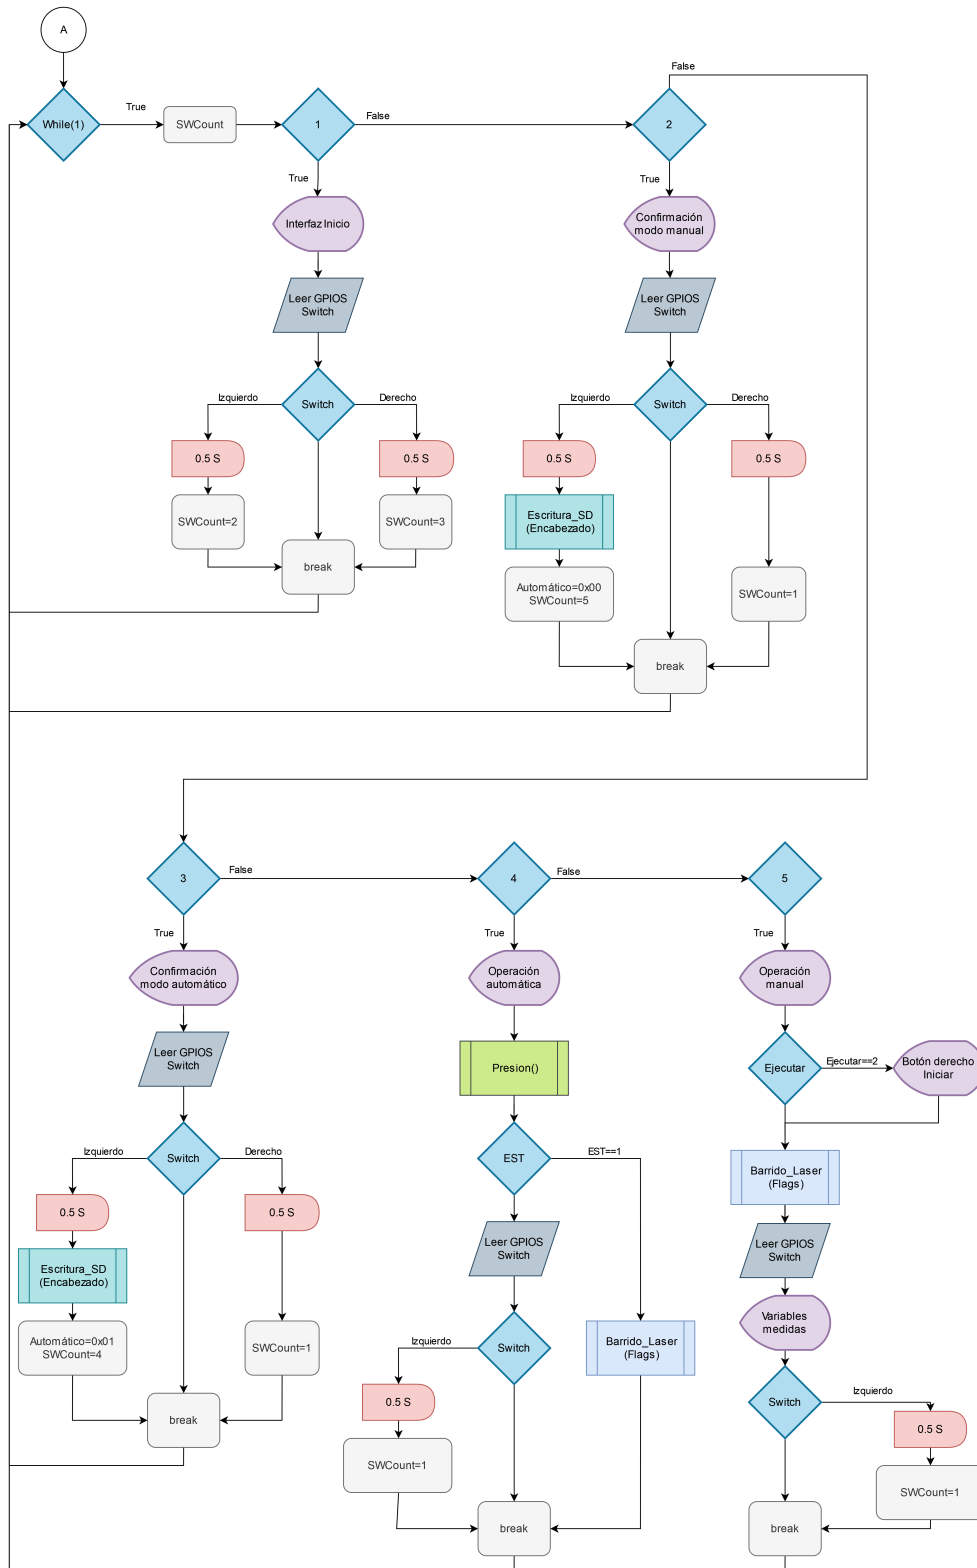 A
While(1)
True
SWCount
1
False
2
False
True
Interfaz Inicio
Leer GPIOS
Switch
Switch
Izquierdo
Derecho
0.5 S
0.5 S
SWCount=2
SWCount=3
break
True
Confirmación
modo manual
Leer GPIOS
Switch
Switch
Izquierdo
Derecho
0.5 S
0.5 S
Escritura_SD
(Encabezado)
Automático=0x00
SWCount=5
SWCount=1
break
3
False
4
False
5
True
Confirmación
modo automático
Leer GPIOS
Switch
Switch
Izquierdo
Derecho
0.5 S
0.5 S
Escritura_SD
(Encabezado)
Automático=0x01
SWCount=4
SWCount=1
break
True
Operación
automática
Presion()
EST
EST==1
Leer GPIOS
Switch
Switch
Izquierdo
0.5 S
SWCount=1
Barrido_Laser
(Flags)
break
True
Operación
manual
Ejecutar
Ejecutar==2
Botón derecho
Iniciar
Barrido_Laser
(Flags)
Leer GPIOS
Switch
Variables
medidas
Switch
Izquierdo
0.5 S
SWCount=1
break